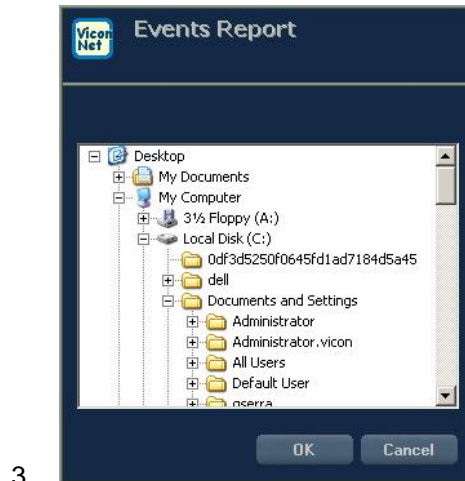 Vicon
Net
Events Report
Desktop
My Documents
My Computer
3½ Floppy (A:)
Local Disk (C:)
0df3d5250f0645fd1ad7184d5a45
dell
Documents and Settings
Administrator
Administrator.vicon
All Users
Default User
qserra
OK Cancel
3.